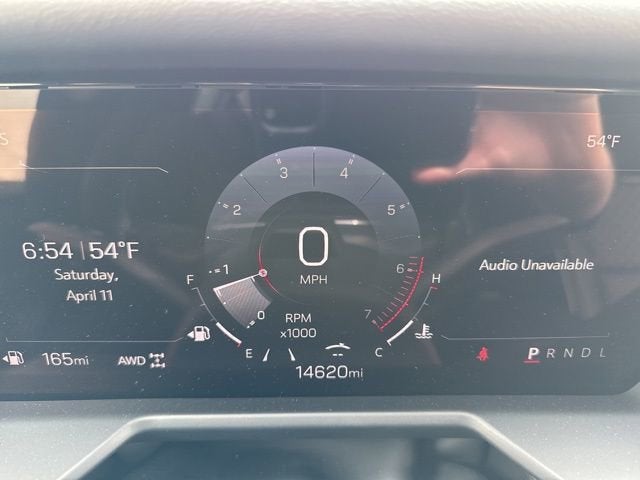 S
54°F
3 4
2 5
1 6
0 7
0
MPH
RPM
x1000
6:54 | 54°F
Saturday,
April 11
Audio Unavailable
F
E
H
C
165mi
AWD
14620mi
P R N D L